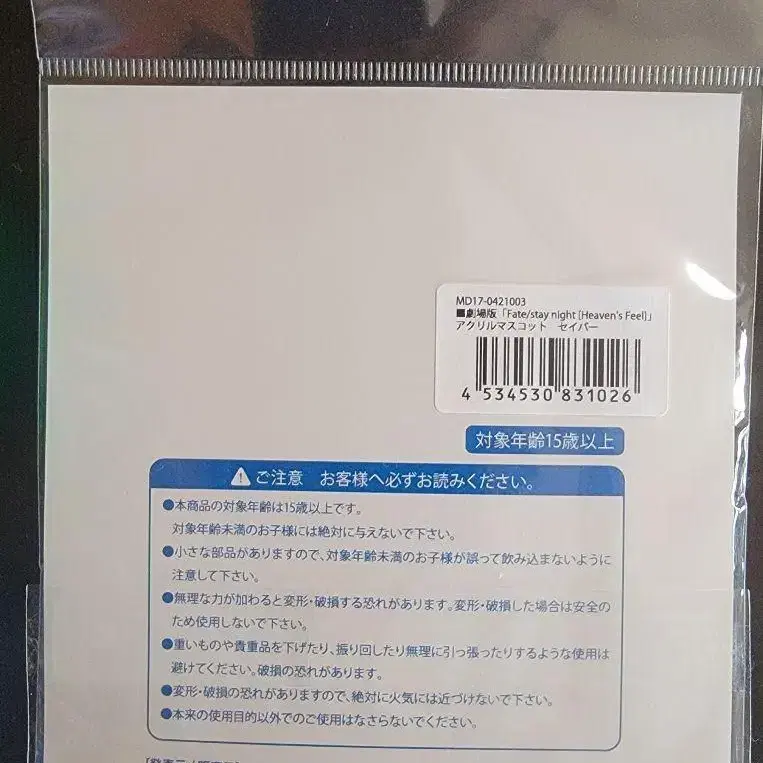 MD17-0421003
■劇場版「Fate/stay night [Heaven's Feel]」
アクリルマスコット　セイバー
4 534530 831026
対象年齢15歳以上
ご注意　お客様へ必ずお読みください。
●本商品の対象年齢は15歳以上です。
対象年齢未満のお子様には絶対に与えないで下さい。
●小さな部品がありますので、対象年齢未満のお子様が誤って飲み込まないように
注意して下さい。
●無理な力が加わると変形・破損する恐れがあります。変形・破損した場合は安全の
ため使用しないで下さい。
●重いものや貴重品を下げたり、振り回したり無理に引っ張ったりするような使用は
避けてください。破損の恐れがあります。
●変形・破損の恐れがありますので、絶対に火気には近づけないで下さい。
●本来の使用目的以外でのご使用はなさらないでください。